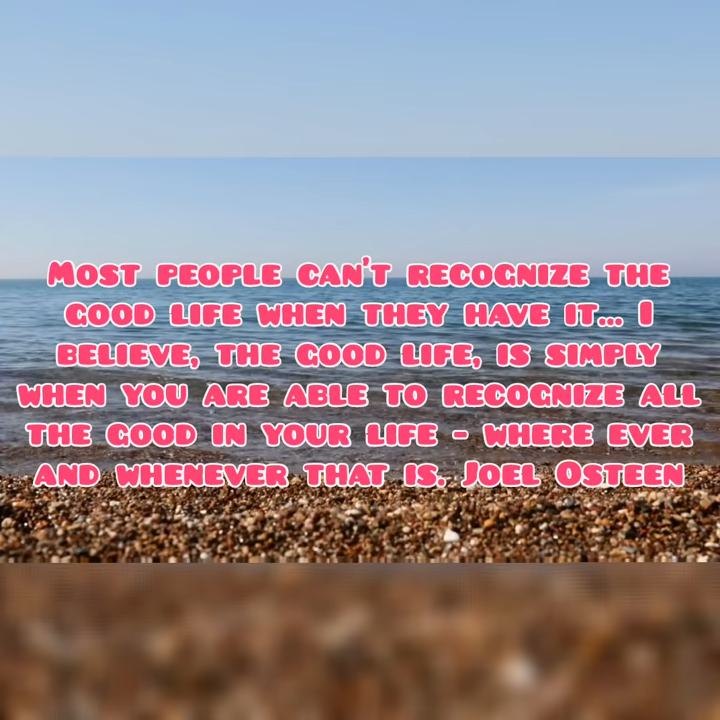 Most people can't recognize the
good life when they have it... I
believe, the good life, is simply
when you are able to recognize all
the good in your life - where ever
and whenever that is. Joel Osteen